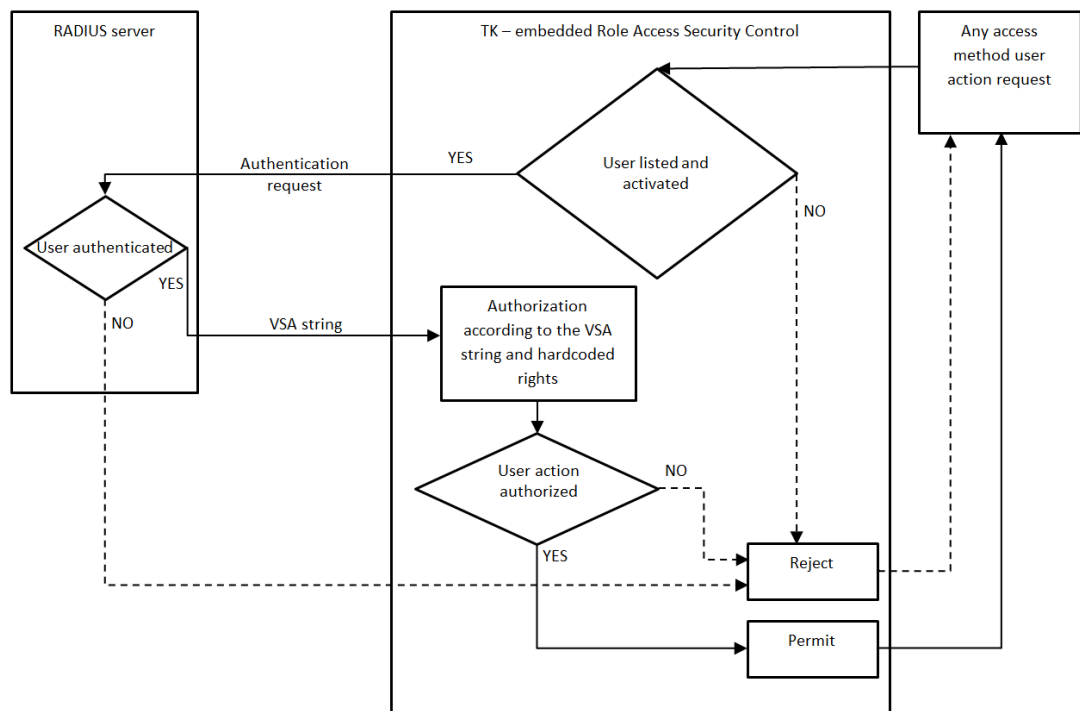 RADIUS server
TK – embedded Role Access Security Control
Any access
method user
action request
User listed and
activated
YES
Authentication
request
NO
User authenticated
YES
NO
VSA string
Authorization
according to the VSA
string and hardcoded
rights
User action
authorized
NO
YES
Reject
Permit